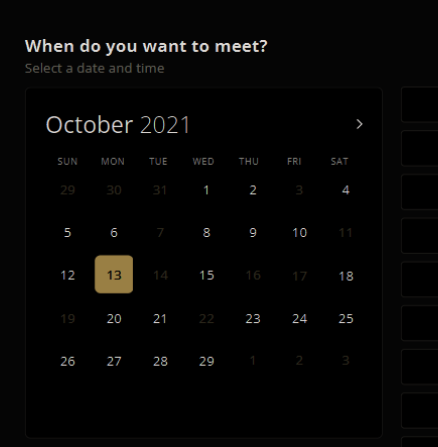 When do you want to meet?
Select a date and time
October 2021 >
SUN MON TUE WED THU FRI SAT
29 30 31 1 2 3 4
5 6 7 8 9 10 11
12 13 14 15 16 17 18
19 20 21 22 23 24 25
26 27 28 29 1 2 3